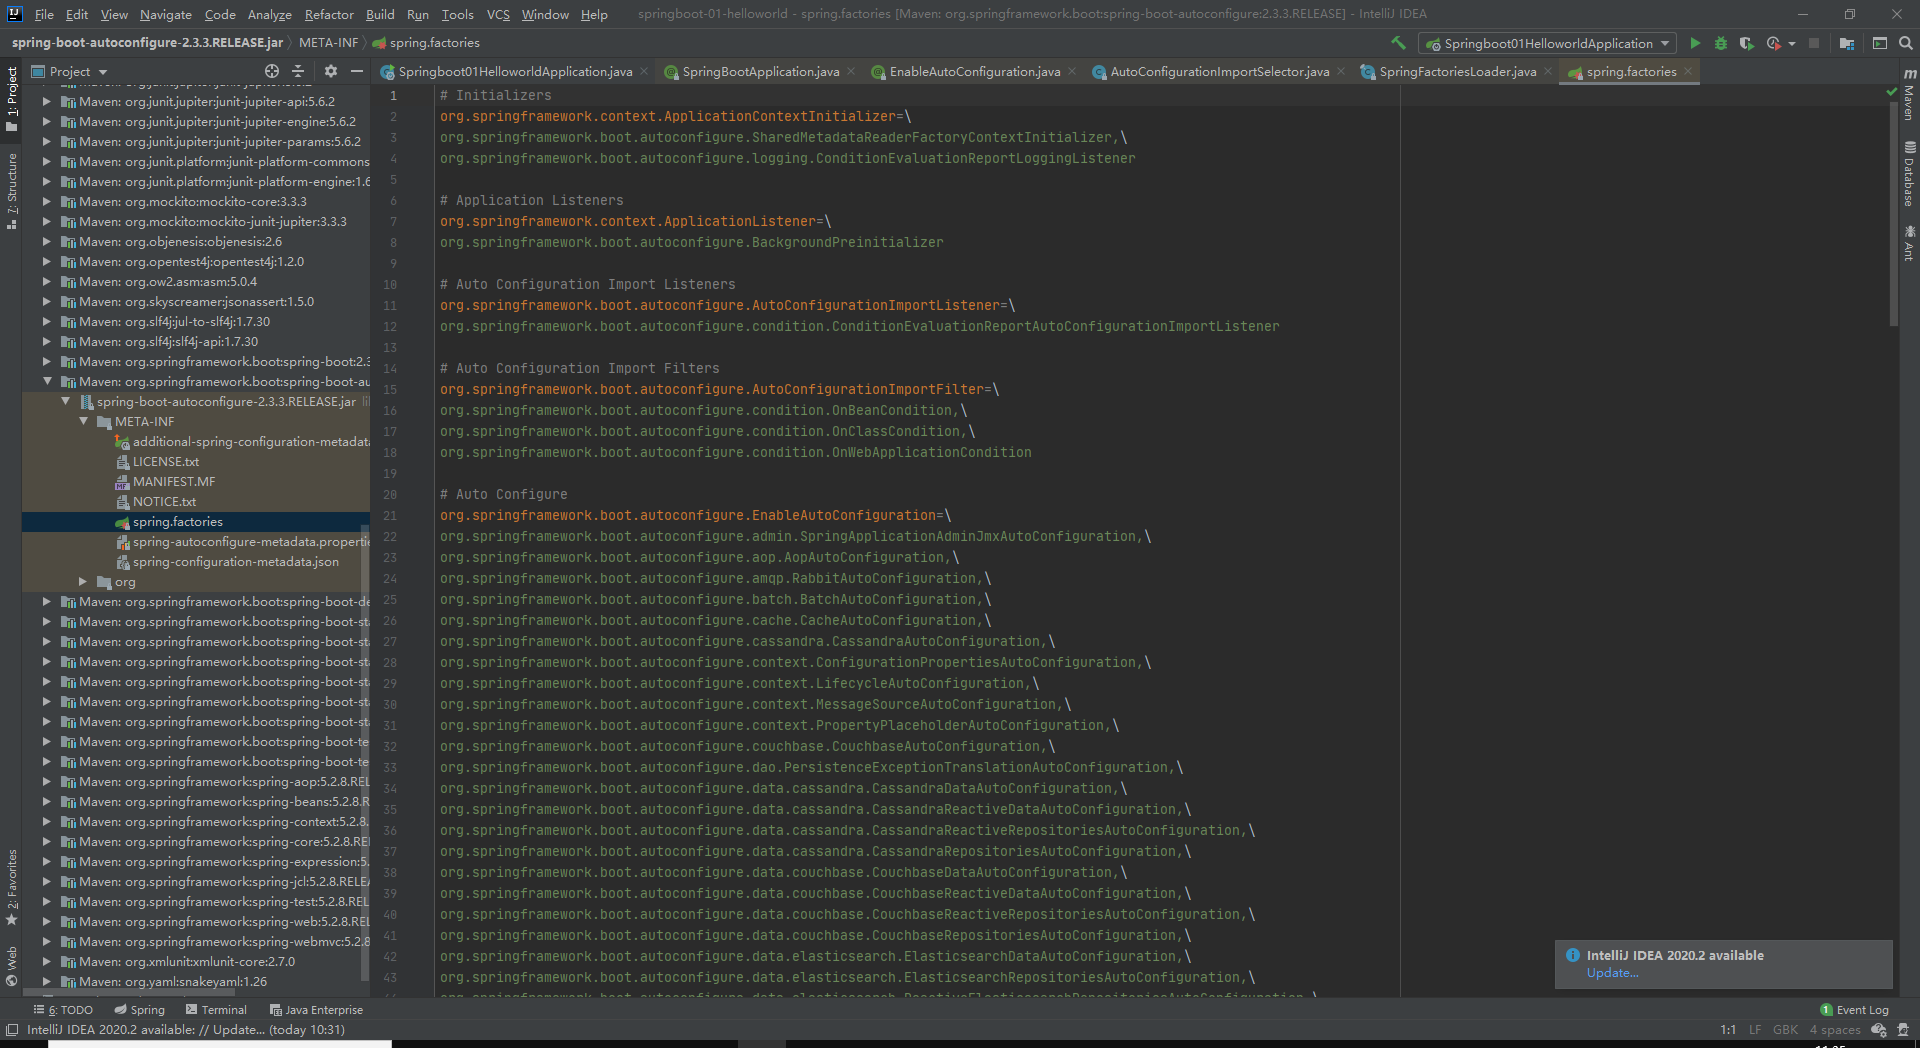 File Edit View Navigate Code Analyze Refactor Build Run Tools VCS Window Help springboot-01-helloworld - spring.factories [Maven: org.springframework.boot:spring-boot-autoconfigure:2.3.3.RELEASE] - IntelliJ IDEA
spring-boot-autoconfigure-2.3.3.RELEASE.jar META-INF spring.factories Springboot01HelloworldApplication
Project Springboot01HelloworldApplication.java SpringBootApplication.java EnableAutoConfiguration.java AutoConfigurationImportSelector.java SpringFactoriesLoader.java spring.factories
1: Project
7: Structure
2: Favorites
Web
Maven: org.junit.jupiter:junit-jupiter-api:5.6.2
Maven: org.junit.jupiter:junit-jupiter-engine:5.6.2
Maven: org.junit.jupiter:junit-jupiter-params:5.6.2
Maven: org.junit.platform:junit-platform-commons
Maven: org.junit.platform:junit-platform-engine:1.6
Maven: org.mockito:mockito-core:3.3.3
Maven: org.mockito:mockito-junit-jupiter:3.3.3
Maven: org.objenesis:objenesis:2.6
Maven: org.opentest4j:opentest4j:1.2.0
Maven: org.ow2.asm:asm:5.0.4
Maven: org.skyscreamer:jsonassert:1.5.0
Maven: org.slf4j:jul-to-slf4j:1.7.30
Maven: org.slf4j:slf4j-api:1.7.30
Maven: org.springframework.boot:spring-boot:2.3
Maven: org.springframework.boot:spring-boot-au
spring-boot-autoconfigure-2.3.3.RELEASE.jar li
META-INF
additional-spring-configuration-metadata
LICENSE.txt
MANIFEST.MF
NOTICE.txt
spring.factories
spring-autoconfigure-metadata.propertie
spring-configuration-metadata.json
org
Maven: org.springframework.boot:spring-boot-de
Maven: org.springframework.boot:spring-boot-sta
Maven: org.springframework.boot:spring-boot-sta
Maven: org.springframework.boot:spring-boot-sta
Maven: org.springframework.boot:spring-boot-sta
Maven: org.springframework.boot:spring-boot-sta
Maven: org.springframework.boot:spring-boot-sta
Maven: org.springframework.boot:spring-boot-te
Maven: org.springframework.boot:spring-boot-te
Maven: org.springframework:spring-aop:5.2.8.REL
Maven: org.springframework:spring-beans:5.2.8.R
Maven: org.springframework:spring-context:5.2.8.
Maven: org.springframework:spring-core:5.2.8.RE
Maven: org.springframework:spring-expression:5.
Maven: org.springframework:spring-jcl:5.2.8.RELEA
Maven: org.springframework:spring-test:5.2.8.REL
Maven: org.springframework:spring-web:5.2.8.REL
Maven: org.springframework:spring-webmvc:5.2.8
Maven: org.xmlunit:xmlunit-core:2.7.0
Maven: org.yaml:snakeyaml:1.26
1 # Initializers
2 org.springframework.context.ApplicationContextInitializer=\
3 org.springframework.boot.autoconfigure.SharedMetadataReaderFactoryContextInitializer,\
4 org.springframework.boot.autoconfigure.logging.ConditionEvaluationReportLoggingListener
5
6 # Application Listeners
7 org.springframework.context.ApplicationListener=\
8 org.springframework.boot.autoconfigure.BackgroundPreinitializer
9
10 # Auto Configuration Import Listeners
11 org.springframework.boot.autoconfigure.AutoConfigurationImportListener=\
12 org.springframework.boot.autoconfigure.condition.ConditionEvaluationReportAutoConfigurationImportListener
13
14 # Auto Configuration Import Filters
15 org.springframework.boot.autoconfigure.AutoConfigurationImportFilter=\
16 org.springframework.boot.autoconfigure.condition.OnBeanCondition,\
17 org.springframework.boot.autoconfigure.condition.OnClassCondition,\
18 org.springframework.boot.autoconfigure.condition.OnWebApplicationCondition
19
20 # Auto Configure
21 org.springframework.boot.autoconfigure.EnableAutoConfiguration=\
22 org.springframework.boot.autoconfigure.admin.SpringApplicationAdminJmxAutoConfiguration,\
23 org.springframework.boot.autoconfigure.aop.AopAutoConfiguration,\
24 org.springframework.boot.autoconfigure.amqp.RabbitAutoConfiguration,\
25 org.springframework.boot.autoconfigure.batch.BatchAutoConfiguration,\
26 org.springframework.boot.autoconfigure.cache.CacheAutoConfiguration,\
27 org.springframework.boot.autoconfigure.cassandra.CassandraAutoConfiguration,\
28 org.springframework.boot.autoconfigure.context.ConfigurationPropertiesAutoConfiguration,\
29 org.springframework.boot.autoconfigure.context.LifecycleAutoConfiguration,\
30 org.springframework.boot.autoconfigure.context.MessageSourceAutoConfiguration,\
31 org.springframework.boot.autoconfigure.context.PropertyPlaceholderAutoConfiguration,\
32 org.springframework.boot.autoconfigure.couchbase.CouchbaseAutoConfiguration,\
33 org.springframework.boot.autoconfigure.dao.PersistenceExceptionTranslationAutoConfiguration,\
34 org.springframework.boot.autoconfigure.data.cassandra.CassandraDataAutoConfiguration,\
35 org.springframework.boot.autoconfigure.data.cassandra.CassandraReactiveDataAutoConfiguration,\
36 org.springframework.boot.autoconfigure.data.cassandra.CassandraReactiveRepositoriesAutoConfiguration,\
37 org.springframework.boot.autoconfigure.data.cassandra.CassandraRepositoriesAutoConfiguration,\
38 org.springframework.boot.autoconfigure.data.couchbase.CouchbaseDataAutoConfiguration,\
39 org.springframework.boot.autoconfigure.data.couchbase.CouchbaseReactiveDataAutoConfiguration,\
40 org.springframework.boot.autoconfigure.data.couchbase.CouchbaseReactiveRepositoriesAutoConfiguration,\
41 org.springframework.boot.autoconfigure.data.couchbase.CouchbaseRepositoriesAutoConfiguration,\
42 org.springframework.boot.autoconfigure.data.elasticsearch.ElasticsearchDataAutoConfiguration,\
43 org.springframework.boot.autoconfigure.data.elasticsearch.ElasticsearchRepositoriesAutoConfiguration,\
Maven
Database
Ant
IntelliJ IDEA 2020.2 available
Update...
6: TODO Spring Terminal Java Enterprise 1 Event Log
IntelliJ IDEA 2020.2 available: // Update... (today 10:31) 1:1 LF GBK 4 spaces